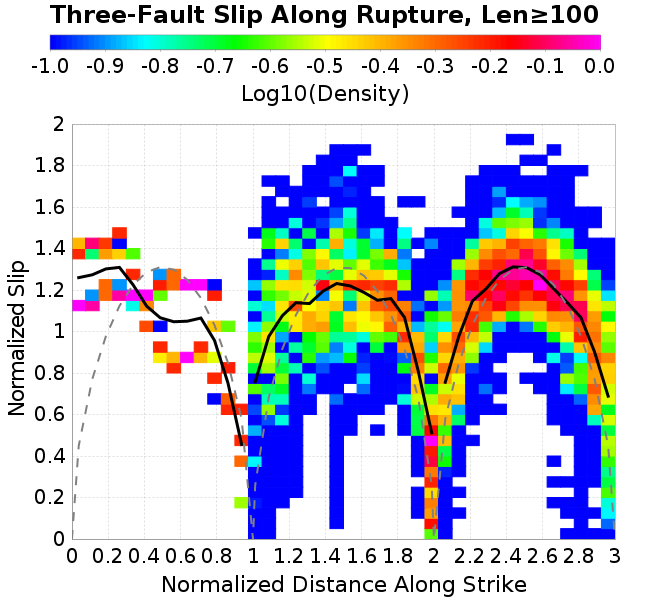 Three-Fault Slip Along Rupture, Len≥100
-1.0 -0.9 -0.8 -0.7 -0.6 -0.5 -0.4 -0.3 -0.2 -0.1 0.0
Log10(Density)
2
1.8
1.6
1.4
1.2
1
0.8
0.6
0.4
0.2
0
Normalized Slip
0 0.2 0.4 0.6 0.8 1 1.2 1.4 1.6 1.8 2 2.2 2.4 2.6 2.8 3
Normalized Distance Along Strike